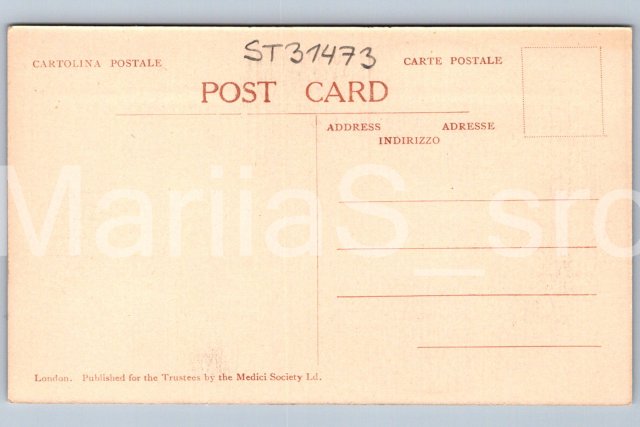 ST31473
CARTOLINA POSTALE
CARTE POSTALE
POST CARD
ADDRESS ADRESSE
INDIRIZZO
MariiaS_src
London. Published for the Trustees by the Medici Society Ld.